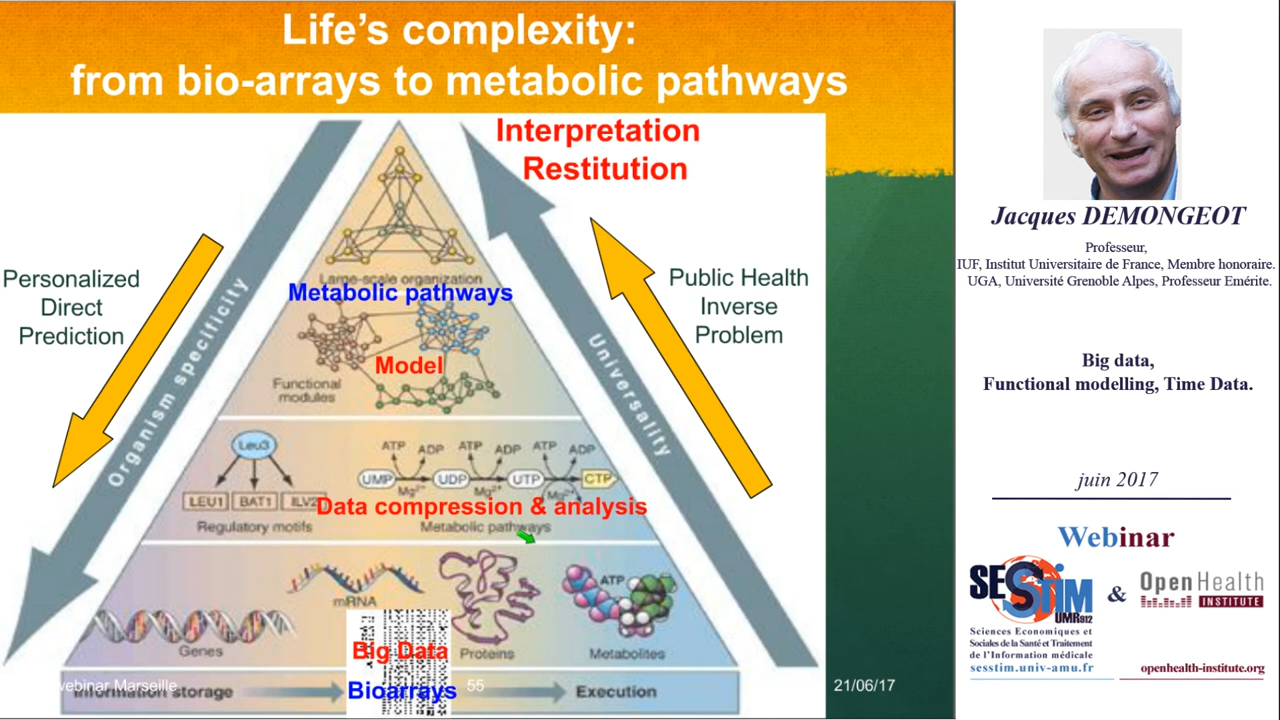 Life's complexity:
from bio-arrays to metabolic pathways
Interpretation
Restitution
Personalized
Direct
Prediction
Organism specificity
Large-scale organization
Metabolic pathways
Model
Functional
modules
Universality
Public Health
Inverse
Problem
Leu3
LEU1 BAT1 ILV2
Regulatory motifs
ATP ADP ATP ADP ATP ADP
UMP UDP UTP CTP
Mg2+ Mg2+ Mg2+
Data compression & analysis
Metabolic pathways
mRNA
ATP
Genes
Big Data
Proteins
Metabolites
webinar Marseille
Information storage
Bioarrays
55
Execution
21/06/17
Jacques DEMONGEOT
Professeur,
IUF, Institut Universitaire de France, Membre honoraire.
UGA, Université Grenoble Alpes, Professeur Emérite.
Big data,
Functional modelling, Time Data.
juin 2017
Webinar
SESSTIM
UMR912
Sciences Economiques et
Sociales de la Santé et Traitement
de l'Information médicale
sesstim.univ-amu.fr
&
Open Health
INSTITUTE
openhealth-institute.org